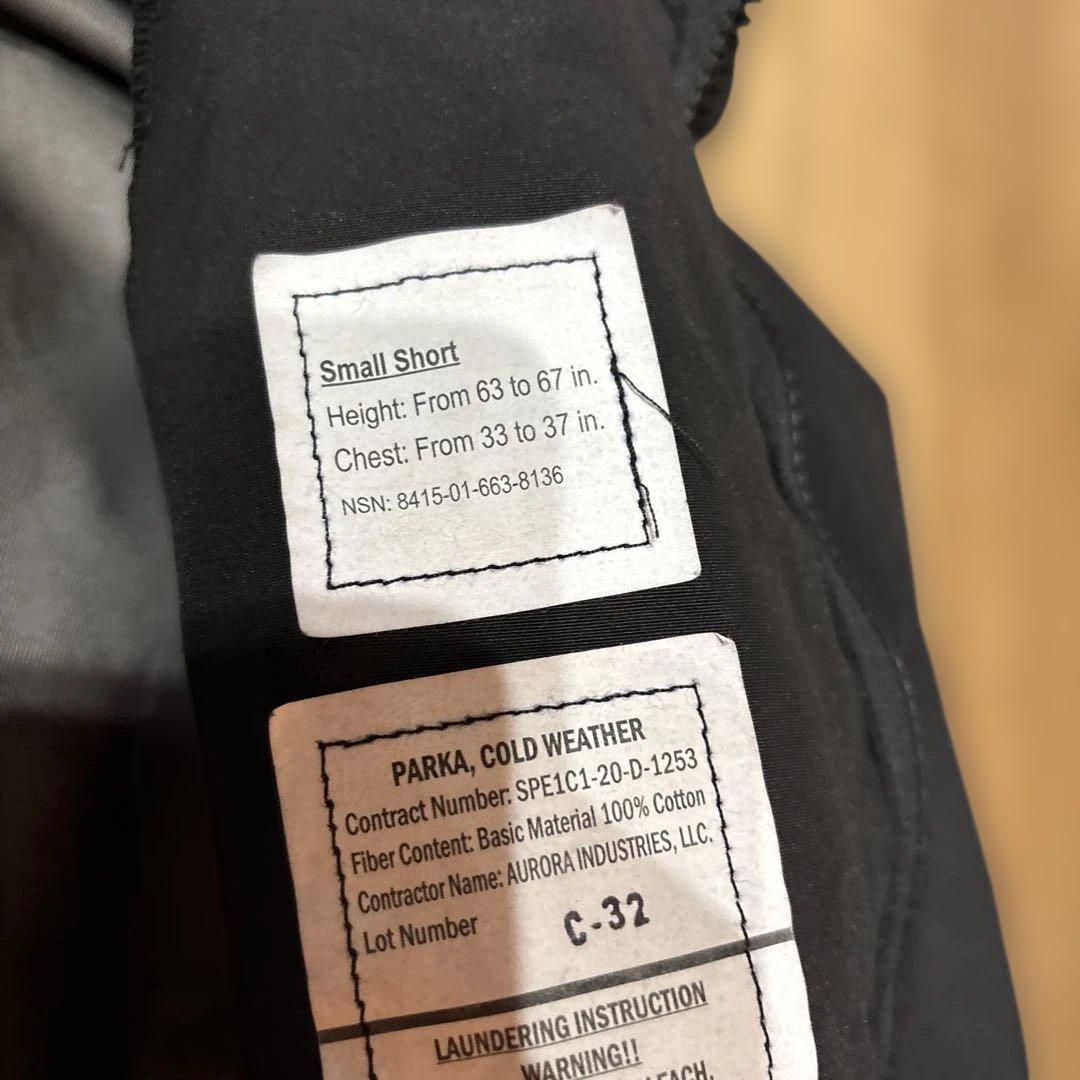 Small Short
Height: From 63 to 67 in.
Chest: From 33 to 37 in.
NSN: 8415-01-663-8136
PARKA, COLD WEATHER
Contract Number: SPE1C1-20-D-1253
Fiber Content: Basic Material 100% Cotton
Contractor Name: AURORA INDUSTRIES, LLC.
Lot Number C-32
LAUNDERING INSTRUCTION
WARNING!!